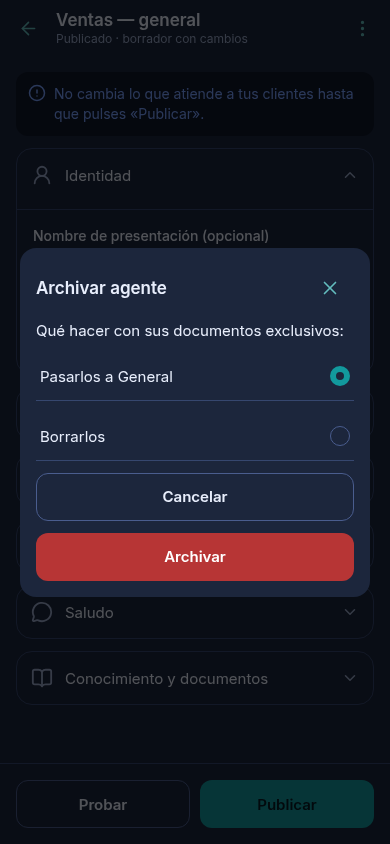 Ventas — general
Publicado · borrador con cambios
No cambia lo que atiende a tus clientes hasta
que pulses «Publicar».
Identidad
Nombre de presentación (opcional)
Archivar agente
Qué hacer con sus documentos exclusivos:
Pasarlos a General
Borrarlos
Cancelar
Archivar
Saludo
Conocimiento y documentos
Probar
Publicar